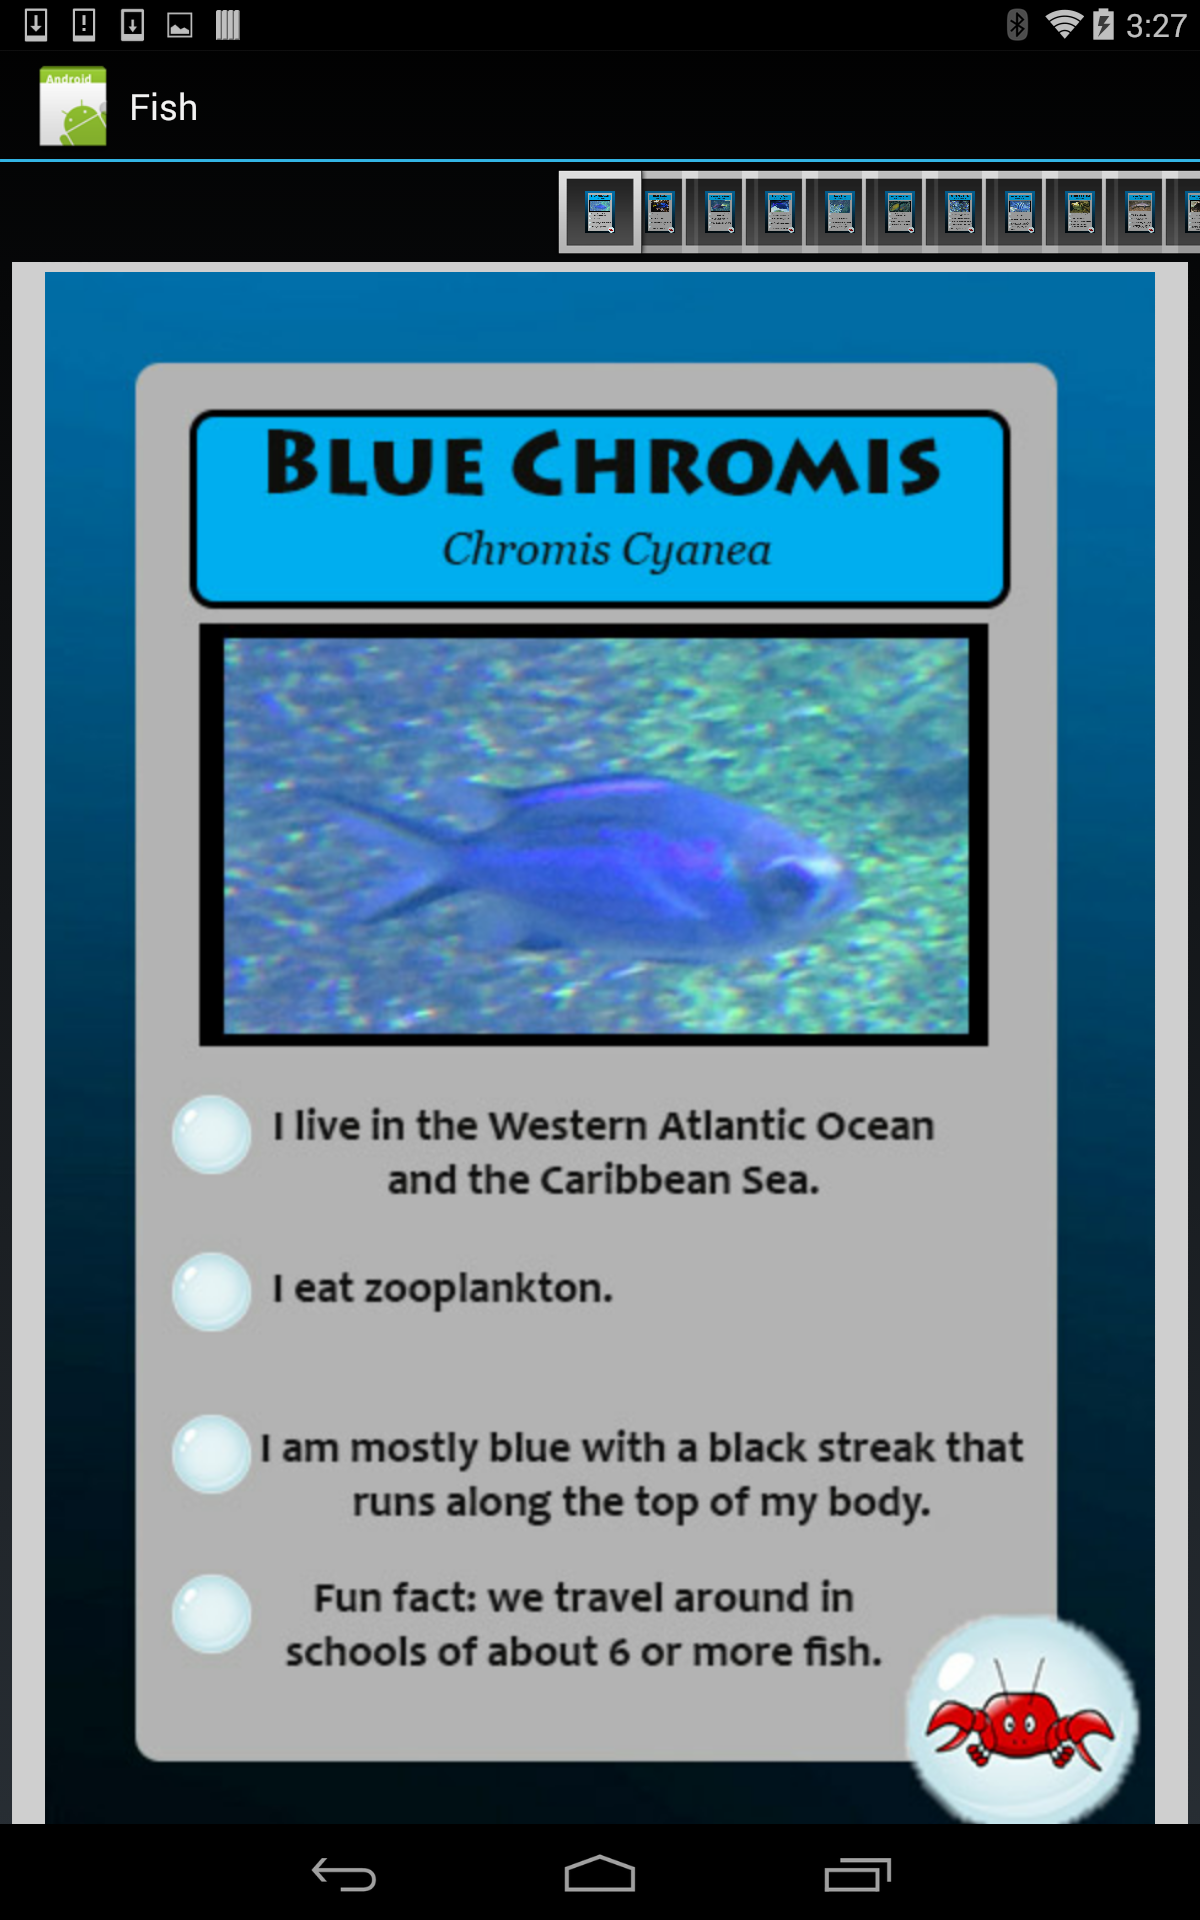 3:27
Android
Fish
BLUE CHROMIS
Chromis Cyanea
I live in the Western Atlantic Ocean
and the Caribbean Sea.
I eat zooplankton.
I am mostly blue with a black streak that
runs along the top of my body.
Fun fact: we travel around in
schools of about 6 or more fish.